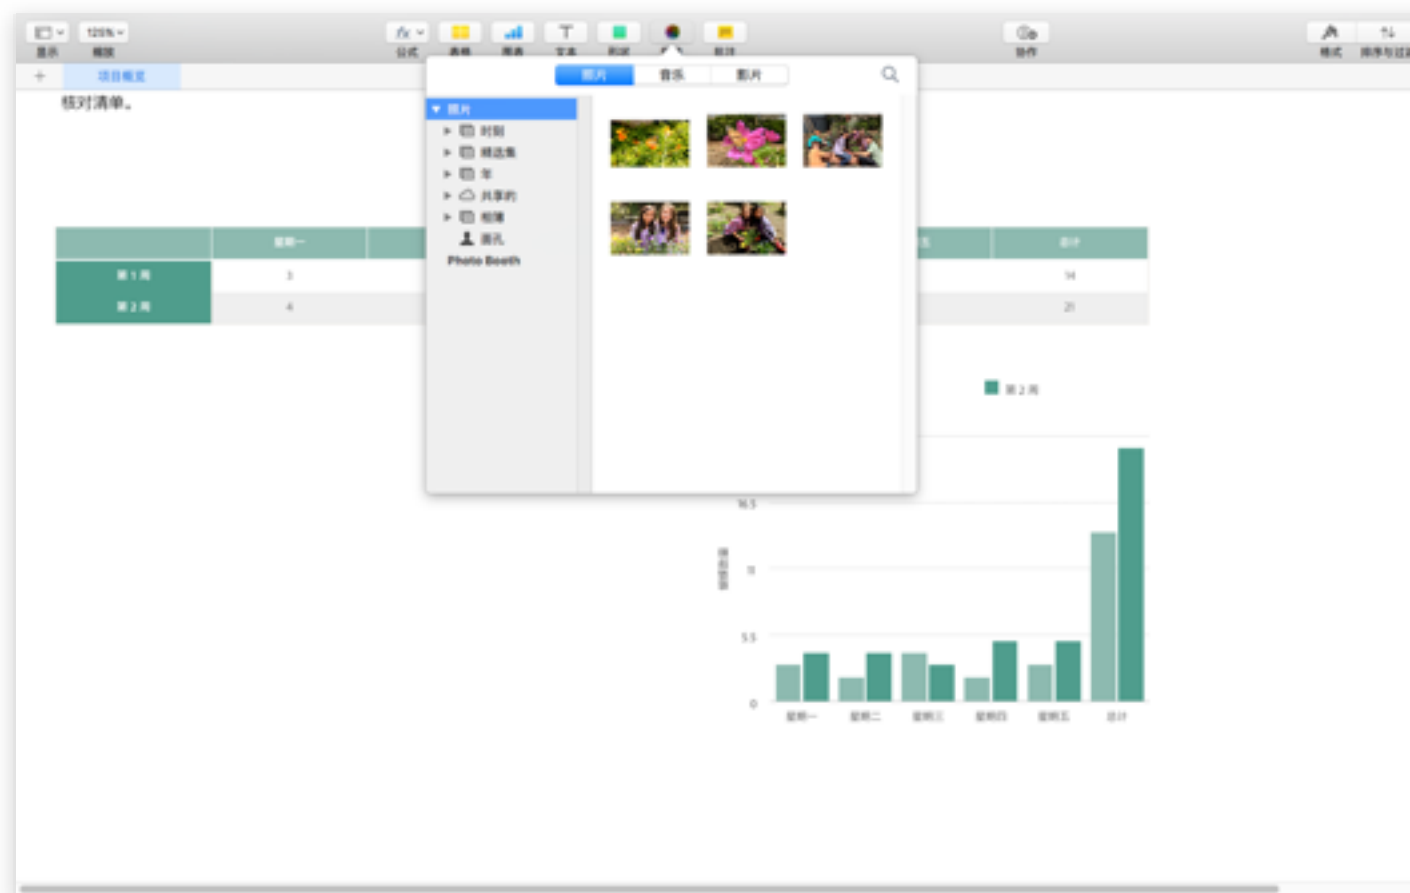 125%
显示 缩放 公式 表格 图表 文本 形状 批注 协作 格式 排序与过滤
+ 项目概览
照片 音乐 影片
核对清单。
照片
时刻
精选集
年
共享的
相簿
面孔
Photo Booth
星期一 总计
第 1 周 3 14
第 2 周 4 21
第 2 周
16.5
11
5.5
0
星期一 星期二 星期三 星期四 星期五 总计